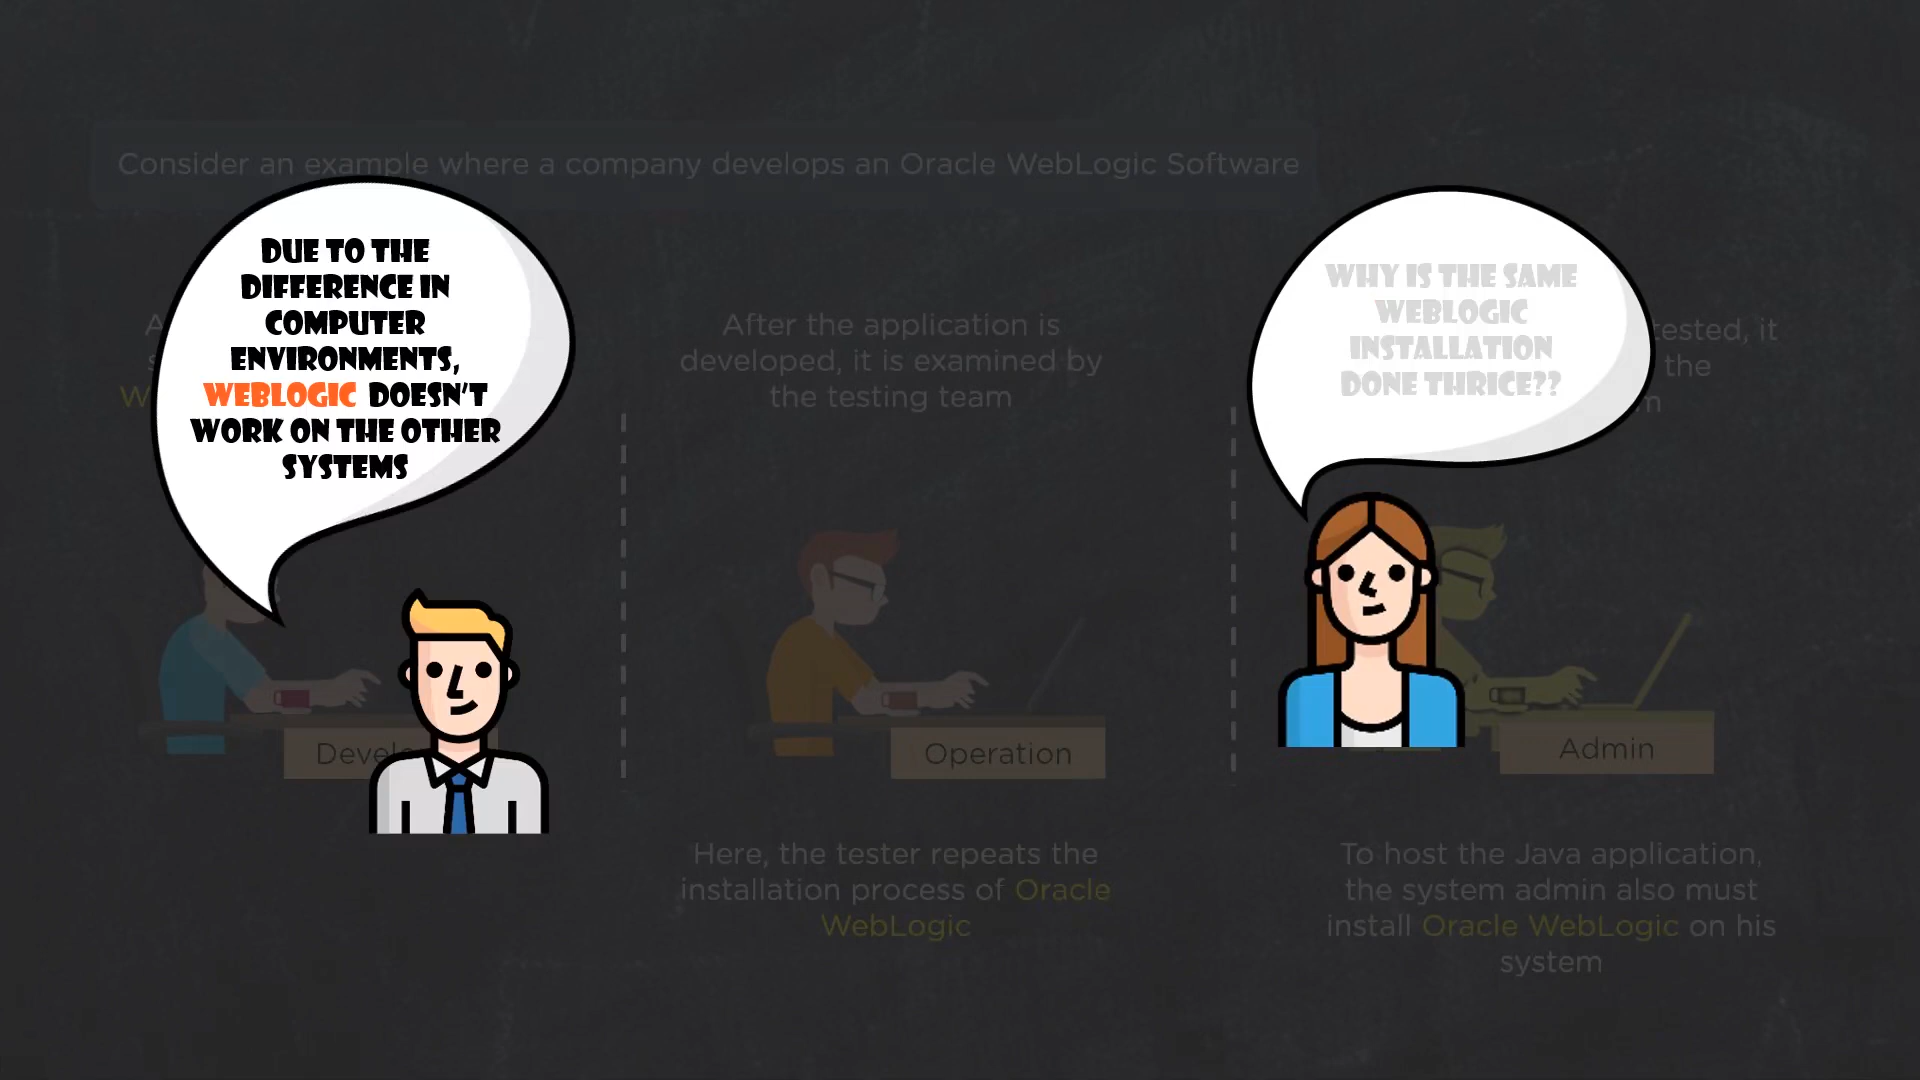 Consider an example where a company develops an Oracle WebLogic Software
DUE TO THE
DIFFERENCE IN
COMPUTER
ENVIRONMENTS,
WEBLOGIC DOESN'T
WORK ON THE OTHER
SYSTEMS
WHY IS THE SAME
WEBLOGIC
INSTALLATION
DONE THRICE??
After the application is
developed, it is examined by
the testing team
tested, it
the
Operation
Admin
Here, the tester repeats the
installation process of Oracle
WebLogic
To host the Java application,
the system admin also must
install Oracle WebLogic on his
system